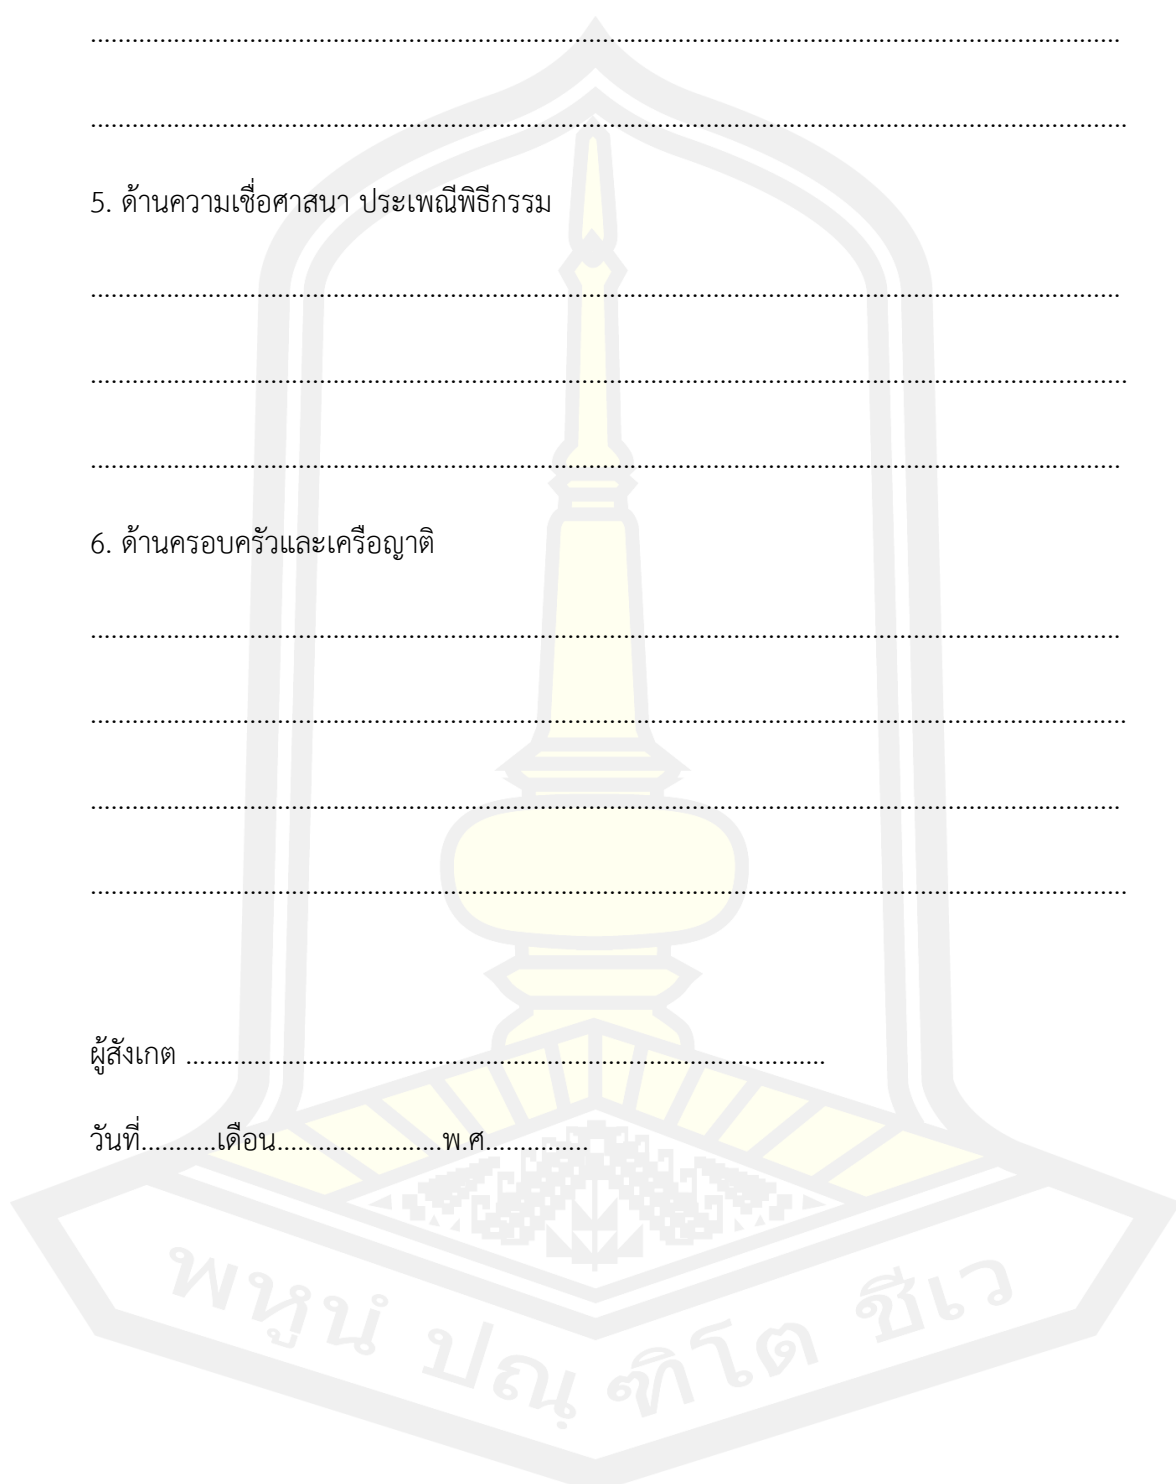 ........................................................................................................................................................
.........................................................................................................................................................
5. ด้านความเชื่อศาสนา ประเพณีพิธีกรรม
........................................................................................................................................................
.........................................................................................................................................................
........................................................................................................................................................
6. ด้านครอบครัวและเครือญาติ
........................................................................................................................................................
.........................................................................................................................................................
........................................................................................................................................................
.........................................................................................................................................................
ผู้สังเกต ..............................................................................................
วันที่...........เดือน........................พ.ศ...............
พหูนํ ปณฺฑิโต ชีเว